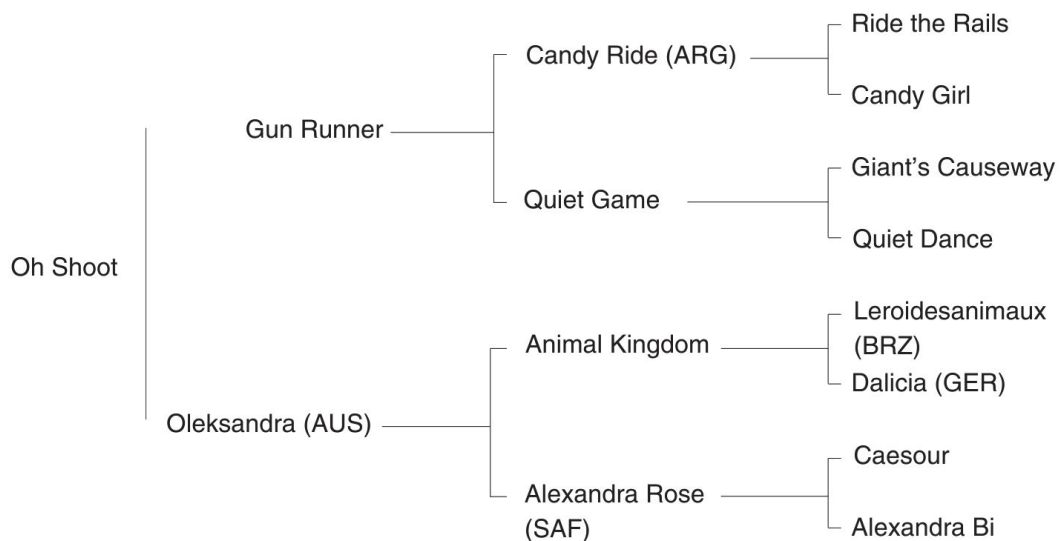 Ride the Rails
Candy Ride (ARG)
Candy Girl
Gun Runner
Giant's Causeway
Quiet Game
Quiet Dance
Oh Shoot
Leroidesanimaux
(BRZ)
Animal Kingdom
Dalicia (GER)
Oleksandra (AUS)
Caesour
Alexandra Rose
(SAF)
Alexandra Bi